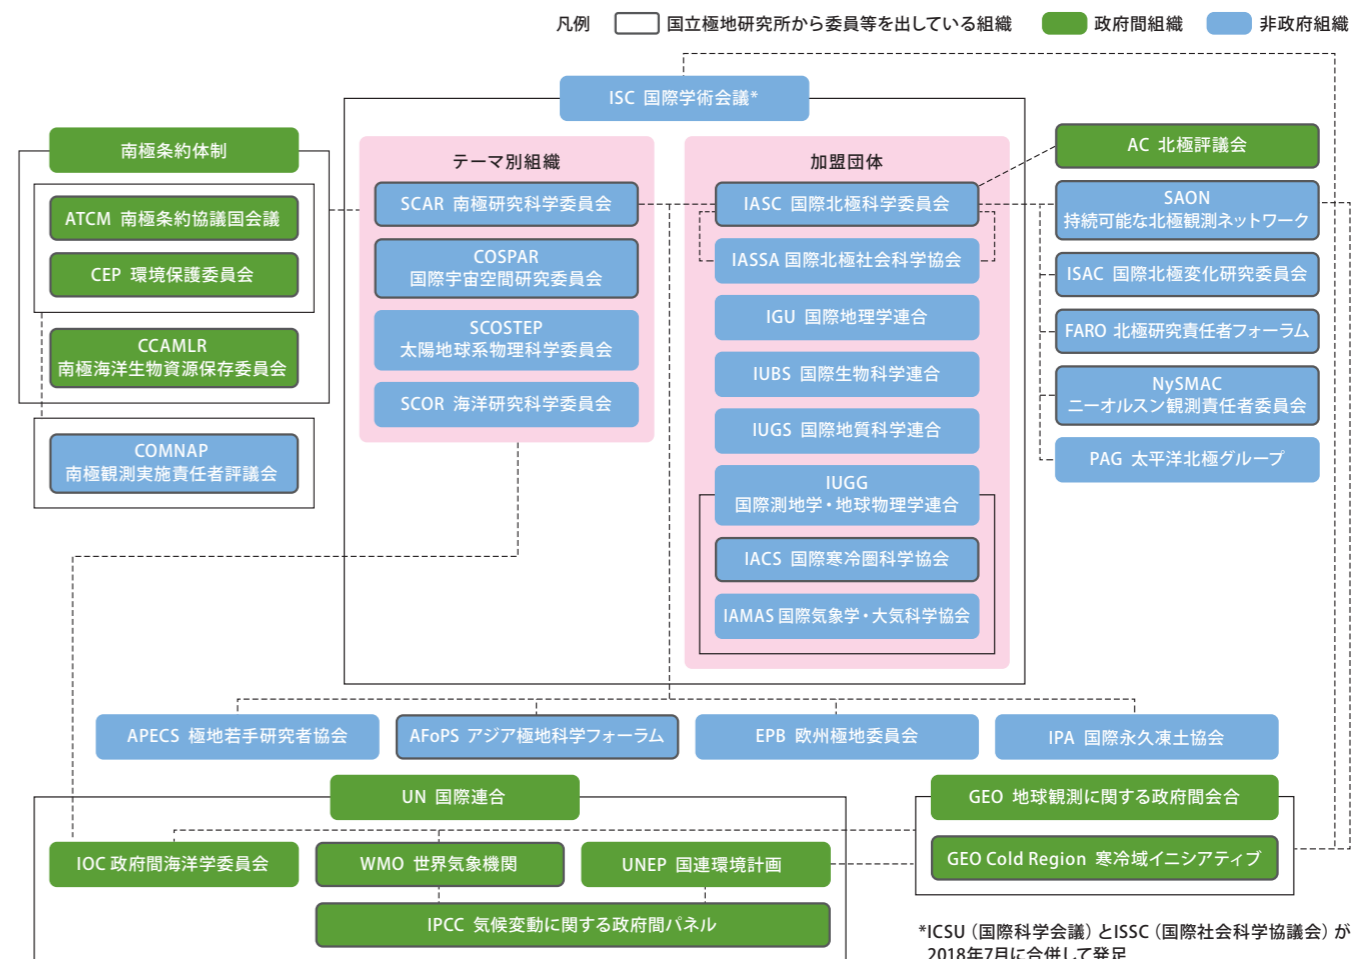 凡例 国立極地研究所から委員等を出している組織 政府間組織 非政府組織
ISC 国際学術会議*
南極条約体制
ATCM 南極条約協議国会議
CEP 環境保護委員会
CCAMLR
南極海洋生物資源保存委員会
COMNAP
南極観測実施責任者評議会
テーマ別組織
SCAR 南極研究科学委員会
COSPAR
国際宇宙空間研究委員会
SCOSTEP
太陽地球系物理科学委員会
SCOR 海洋研究科学委員会
加盟団体
IASC 国際北極科学委員会
IASSA 国際北極社会科学協会
IGU 国際地理学連合
IUBS 国際生物科学連合
IUGS 国際地質科学連合
IUGG
国際測地学・地球物理学連合
IACS 国際寒冷圏科学協会
IAMAS 国際気象学・大気科学協会
AC 北極評議会
SAON
持続可能な北極観測ネットワーク
ISAC 国際北極変化研究委員会
FARO 北極研究責任者フォーラム
NySMAC
ニーオルスン観測責任者委員会
PAG 太平洋北極グループ
APECS 極地若手研究者協会
AFoPS アジア極地科学フォーラム
EPB 欧州極地委員会
IPA 国際永久凍土協会
UN 国際連合
IOC 政府間海洋学委員会
WMO 世界気象機関
UNEP 国連環境計画
IPCC 気候変動に関する政府間パネル
GEO 地球観測に関する政府間会合
GEO Cold Region 寒冷域イニシアティブ
*ICSU（国際科学会議）とISSC（国際社会科学協議会）が
2018年7月に合併して発足